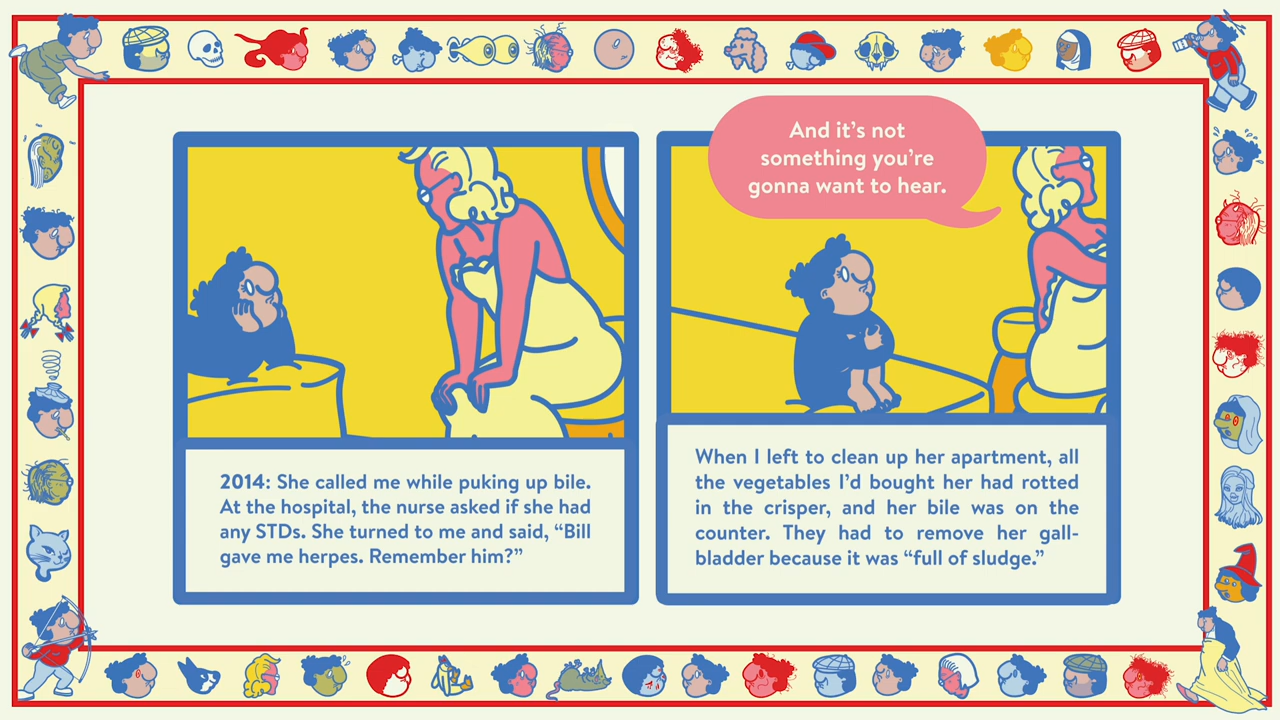 And it's not
something you're
gonna want to hear.
2014: She called me while puking up bile.
At the hospital, the nurse asked if she had
any STDs. She turned to me and said, “Bill
gave me herpes. Remember him?”
When I left to clean up her apartment, all
the vegetables I'd bought her had rotted
in the crisper, and her bile was on the
counter. They had to remove her gall-
bladder because it was “full of sludge.”